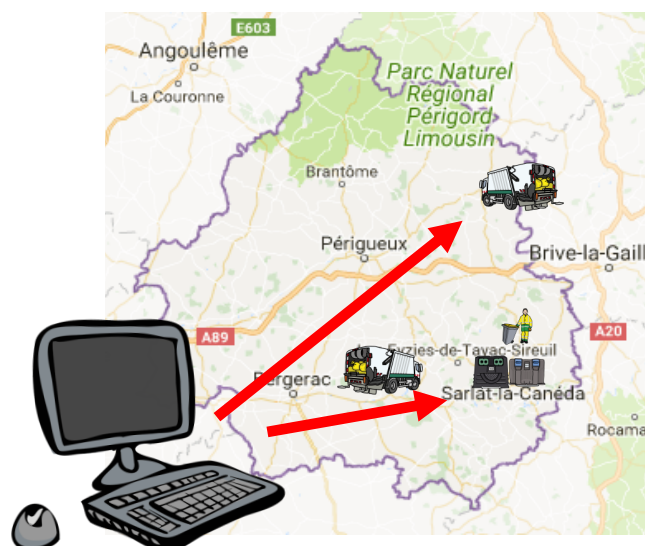 E603
Angoulême
La Couronne
Parc Naturel
Régional
Périgord
Limousin
Brantôme
Périgueux
Brive-la-Gaill
A89
A20
Eyzies-de-Tayac-Sireuil
Bergerac
Sarlat-la-Canéda
Rocama